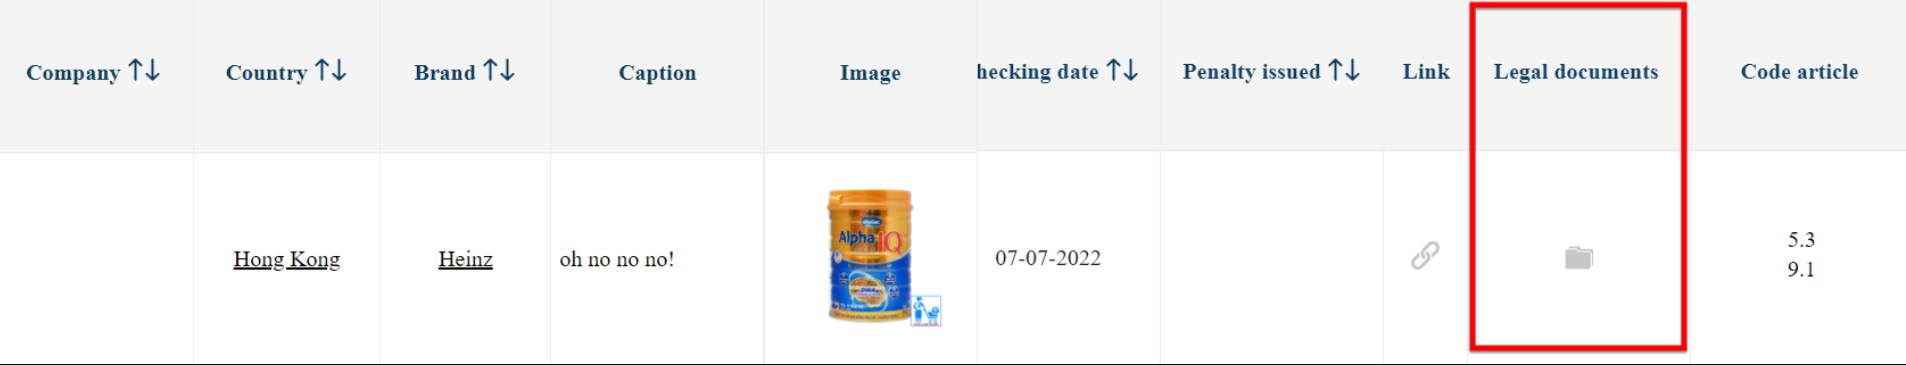 Company ↑↓ Country ↑↓ Brand ↑↓ Caption Image hecking date ↑↓ Penalty issued ↑↓ Link Legal documents Code article
Hong Kong Heinz oh no no no! 07-07-2022 5.3
9.1
Alpha IQ